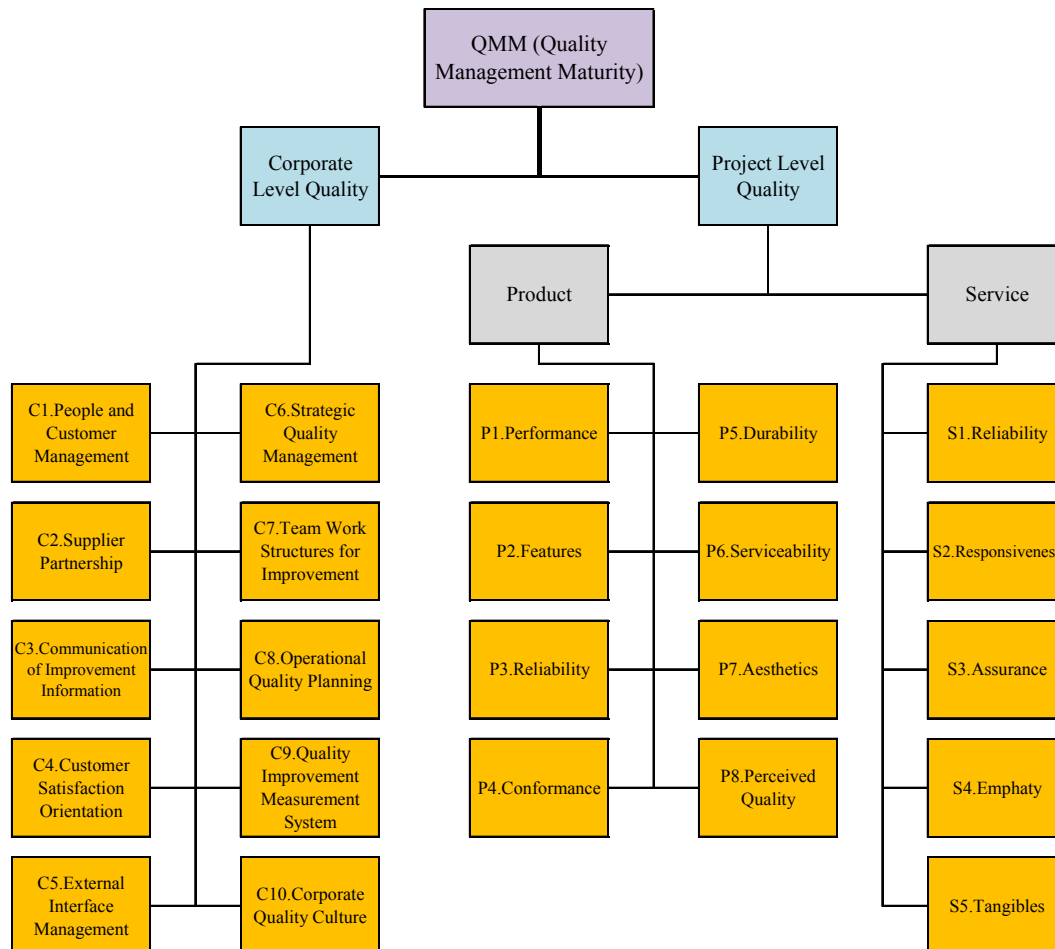 QMM (Quality
Management Maturity)
Corporate
Level Quality
Project Level
Quality
Product
Service
C1.People and
Customer
Management
C6.Strategic
Quality
Management
P1.Performance
P5.Durability
S1.Reliability
C2.Supplier
Partnership
C7.Team Work
Structures for
Improvement
P2.Features
P6.Serviceability
S2.Responsivenes
C3.Communication
of Improvement
Information
C8.Operational
Quality Planning
P3.Reliability
P7.Aesthetics
S3.Assurance
C4.Customer
Satisfaction
Orientation
C9.Quality
Improvement
Measurement
System
P4.Conformance
P8.Perceived
Quality
S4.Emphaty
C5.External
Interface
Management
C10.Corporate
Quality Culture
S5.Tangibles